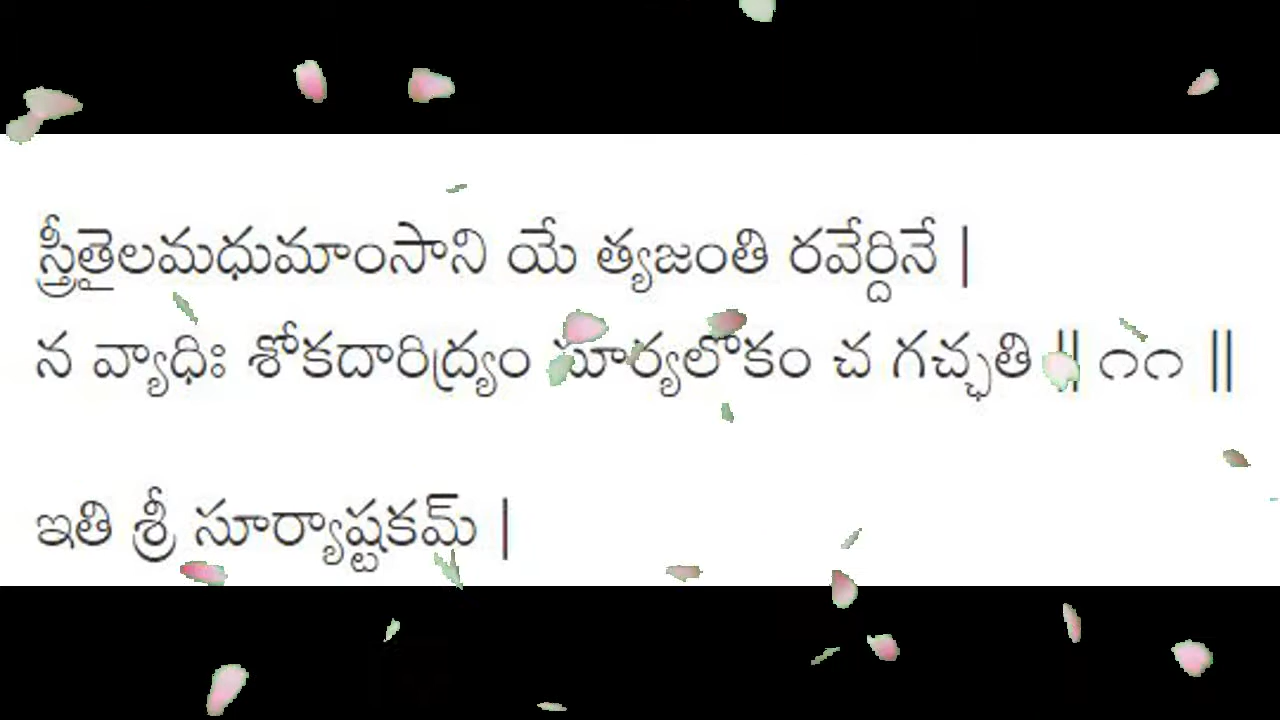 స్త్రీతైలమధుమాంసాని యే త్యజంతి రవేర్దినే |
న వ్యాధిః శోకదారిద్ర్యం సూర్యలోకం చ గచ్ఛతి || ౧౧ ||
ఇతి శ్రీ సూర్యాష్టకమ్ |